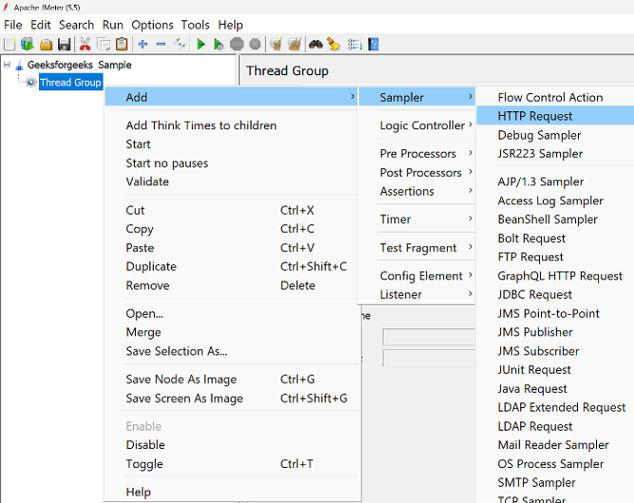 Apache JMeter (5.5)
File Edit Search Run Options Tools Help
Geeksforgeeks Sample
Thread Group
Thread Group
Add
Add Think Times to children
Start
Start no pauses
Validate
Cut Ctrl+X
Copy Ctrl+C
Paste Ctrl+V
Duplicate Ctrl+Shift+C
Remove Delete
Open...
Merge
Save Selection As...
Save Node As Image Ctrl+G
Save Screen As Image Ctrl+Shift+G
Enable
Disable
Toggle Ctrl+T
Help
Sampler
Logic Controller
Pre Processors
Post Processors
Assertions
Timer
Test Fragment
Config Element
Listener
Flow Control Action
HTTP Request
Debug Sampler
JSR223 Sampler
AJP/1.3 Sampler
Access Log Sampler
BeanShell Sampler
Bolt Request
FTP Request
GraphQL HTTP Request
JDBC Request
JMS Point-to-Point
JMS Publisher
JMS Subscriber
JUnit Request
Java Request
LDAP Extended Request
LDAP Request
Mail Reader Sampler
OS Process Sampler
SMTP Sampler
TCP Sampler